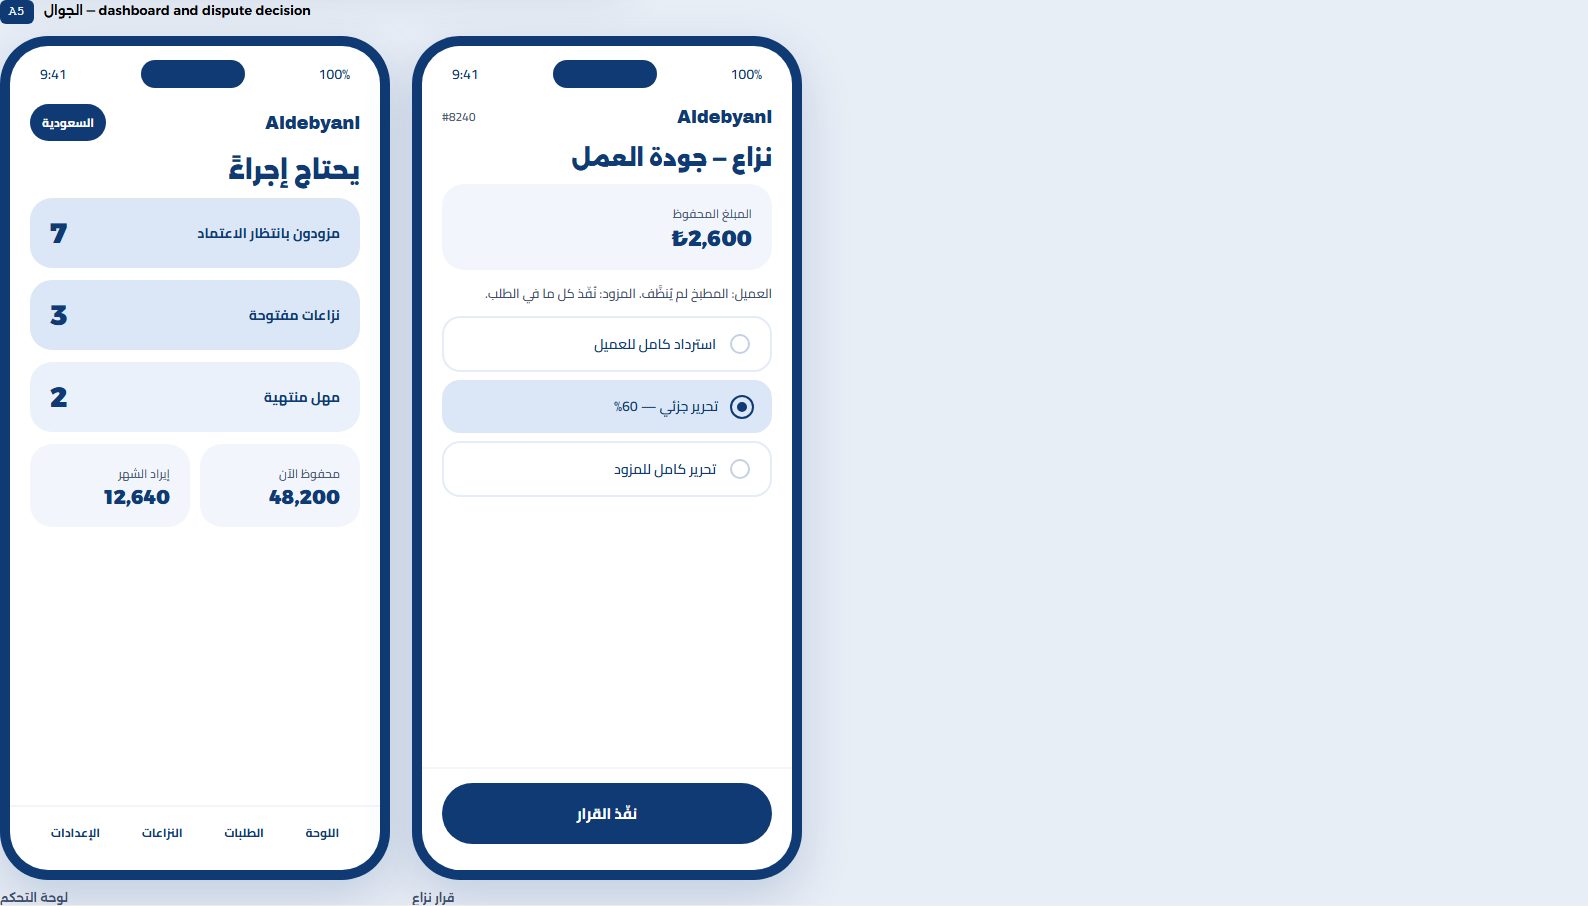 A5 الجوال – dashboard and dispute decision
9:41 100%
Aldebyani السعودية
يحتاج إجراءً
مزودون بانتظار الاعتماد 7
نزاعات مفتوحة 3
مهل منتهية 2
محفوظ الآن
48,200
إيراد الشهر
12,640
اللوحة الطلبات النزاعات الإعدادات
لوحة التحكم
9:41 100%
Aldebyani #8240
نزاع – جودة العمل
المبلغ المحفوظ
₺2,600
العميل: المطبخ لم يُنظَّف. المزود: نُفّذ كل ما في الطلب.
استرداد كامل للعميل
تحرير جزئي — 60%
تحرير كامل للمزود
نفّذ القرار
قرار نزاع